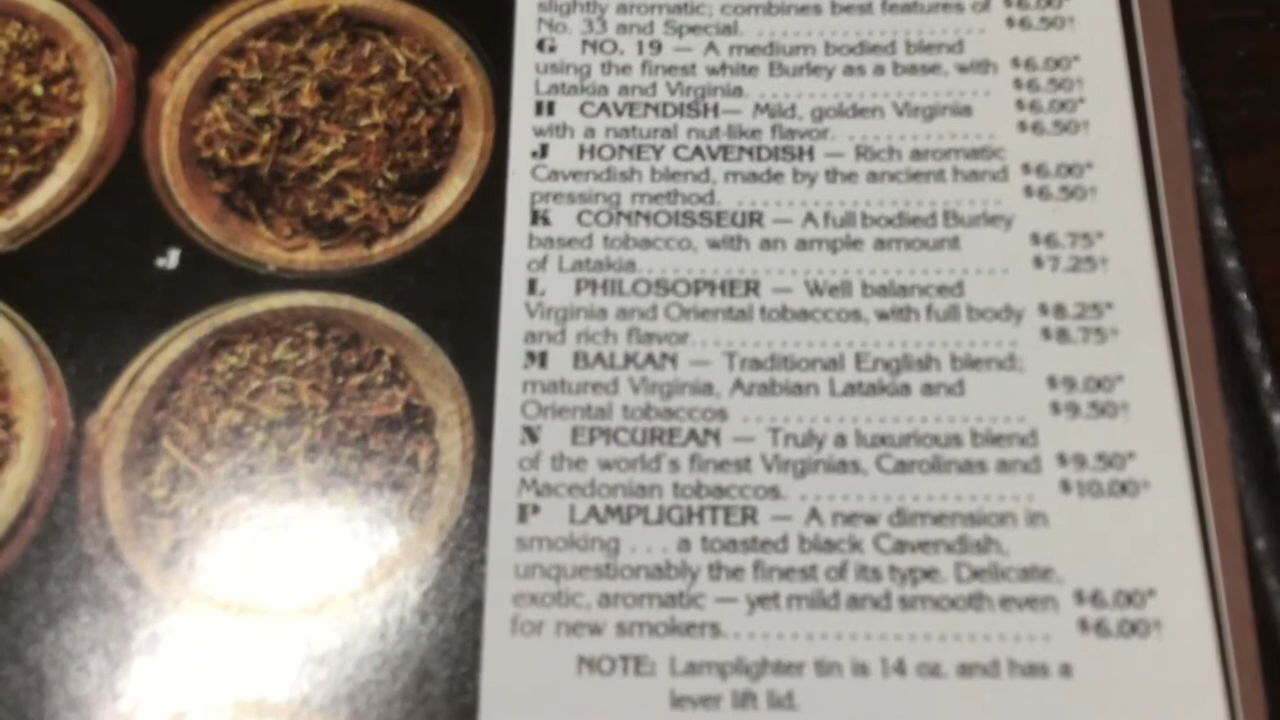 slightly aromatic; combines best features of $6.00*
No. 33 and Special. $6.50†
G NO. 19 — A medium bodied blend
using the finest white Burley as a base, with $6.00*
Latakia and Virginia. $6.50†
H CAVENDISH— Mild, golden Virginia $6.00*
with a natural nut-like flavor. $6.50†
J HONEY CAVENDISH — Rich aromatic
Cavendish blend, made by the ancient hand $6.00*
pressing method. $6.50†
K CONNOISSEUR — A full bodied Burley
based tobacco, with an ample amount $6.75*
of Latakia. $7.25†
L PHILOSOPHER — Well balanced
Virginia and Oriental tobaccos, with full body $8.25*
and rich flavor. $8.75†
M BALKAN — Traditional English blend;
matured Virginia, Arabian Latakia and $9.00*
Oriental tobaccos $9.50†
N EPICUREAN — Truly a luxurious blend
of the world's finest Virginias, Carolinas and $9.50*
Macedonian tobaccos. $10.00†
P LAMPLIGHTER — A new dimension in
smoking . . . a toasted black Cavendish,
unquestionably the finest of its type. Delicate,
exotic, aromatic — yet mild and smooth even $6.00*
for new smokers. $6.00†
NOTE: Lamplighter tin is 14 oz. and has a
lever lift lid.
J